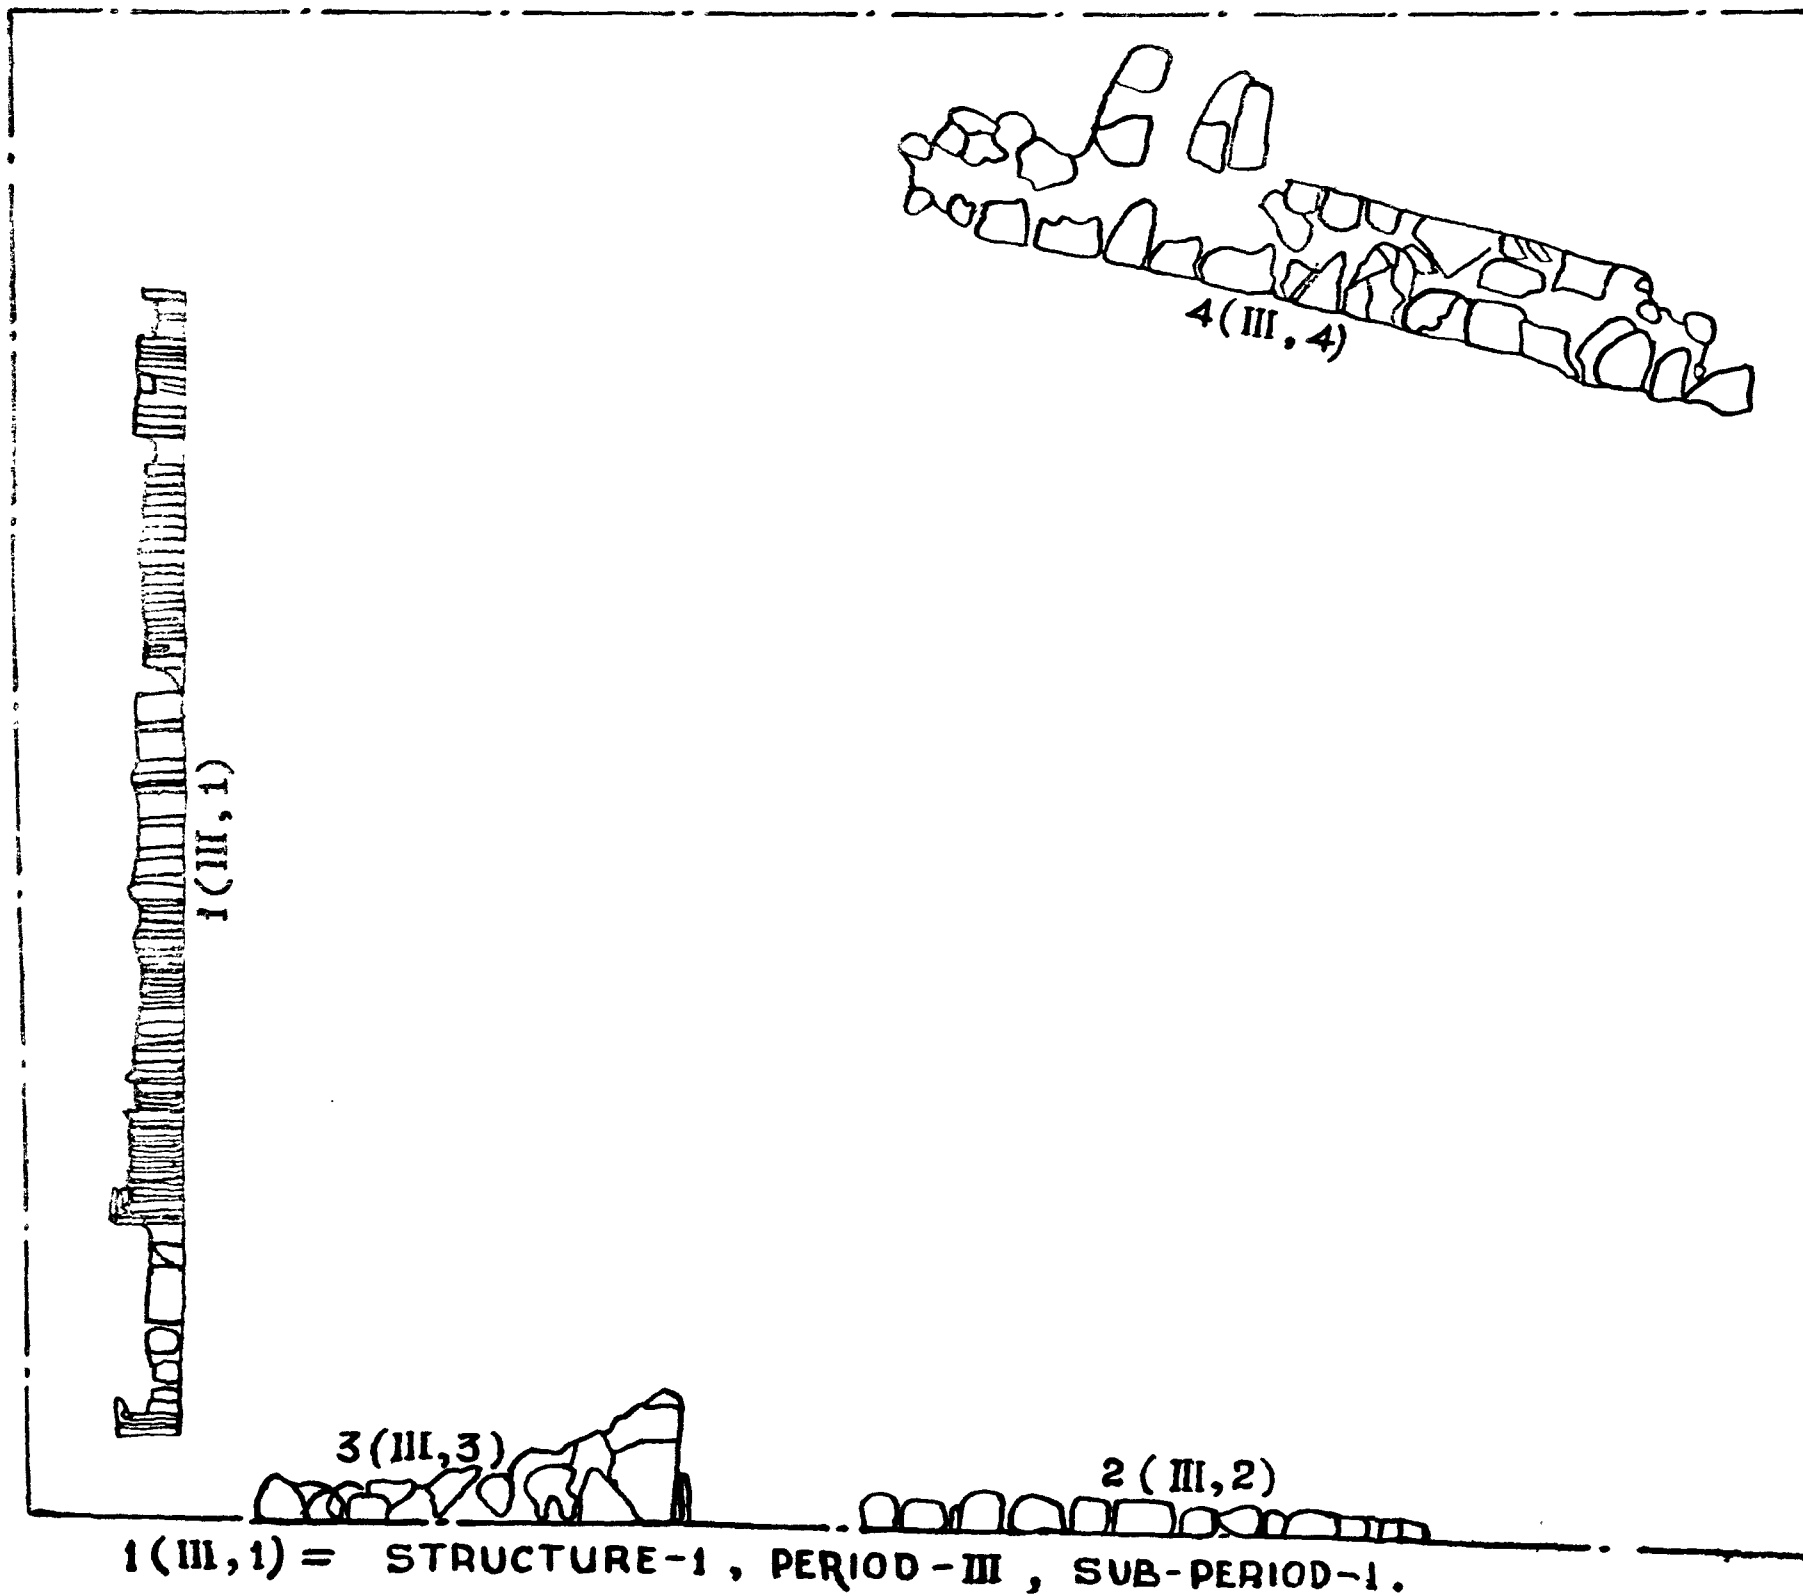 4(III, 4)
1(III, 1)
3(III,3)
2(III,2)
1(III,1)= STRUCTURE-1, PERIOD-III, SUB-PERIOD-1.